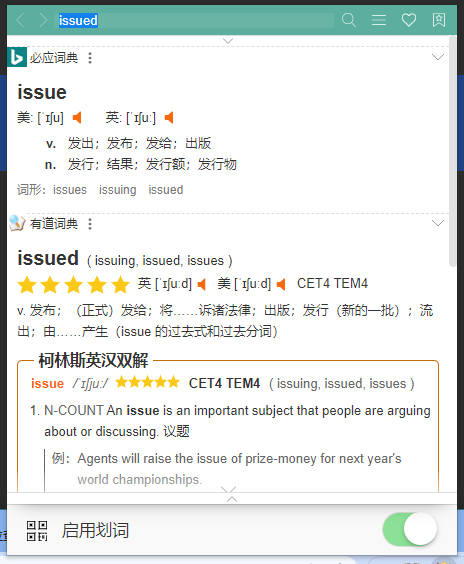 issued
必应词典
issue
美: [ˈɪʃu] 英: [ˈɪʃuː]
v. 发出；发布；发给；出版
n. 发行；结果；发行额；发行物
词形: issues issuing issued
有道词典
issued ( issuing, issued, issues )
英 [ˈɪʃuːd] 美 [ˈɪʃuːd] CET4 TEM4
v. 发布；（正式）发给；将……诉诸法律；出版；发行（新的一批）；流
出；由……产生（issue 的过去式和过去分词）
柯林斯英汉双解
issue /ˈɪʃjuː/ CET4 TEM4 ( issuing, issued, issues )
1. N-COUNT An issue is an important subject that people are arguing
about or discussing. 议题
例： Agents will raise the issue of prize-money for next year's
world championships.
启用划词